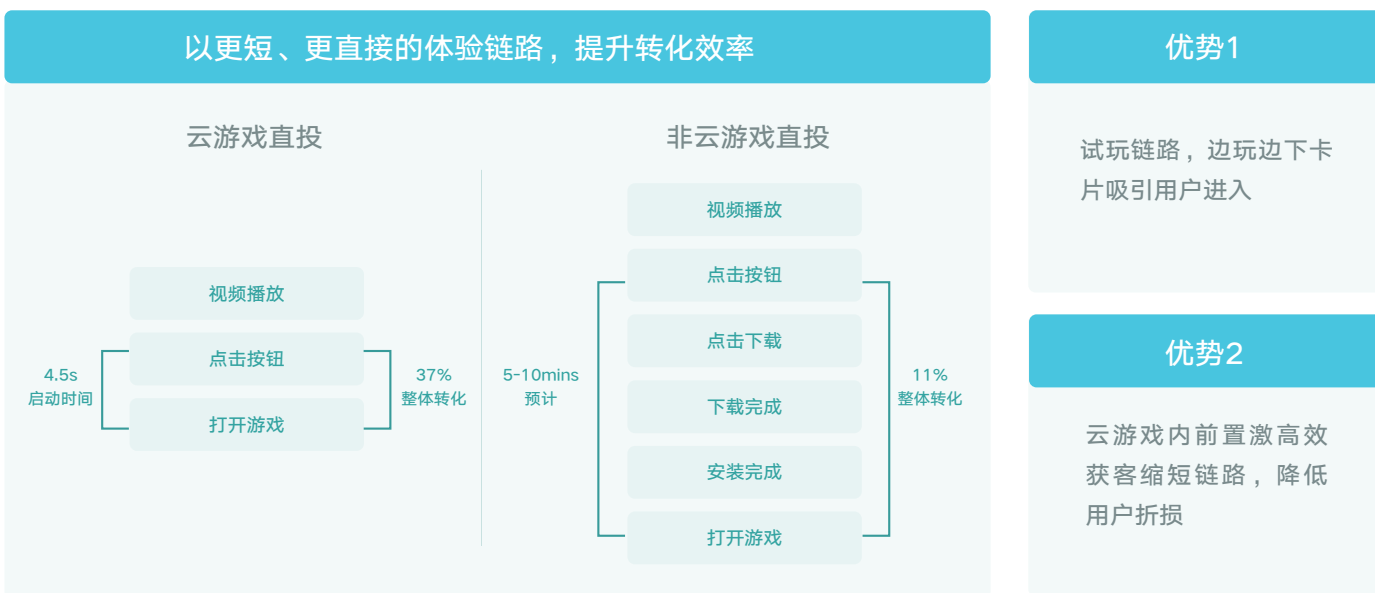 以更短、更直接的体验链路，提升转化效率
云游戏直投
视频播放
点击按钮
打开游戏
4.5s
启动时间
37%
整体转化
非云游戏直投
视频播放
点击按钮
点击下载
下载完成
安装完成
打开游戏
5-10mins
预计
11%
整体转化
优势1
试玩链路，边玩边下卡
片吸引用户进入
优势2
云游戏内前置激高效
获客缩短链路，降低
用户折损